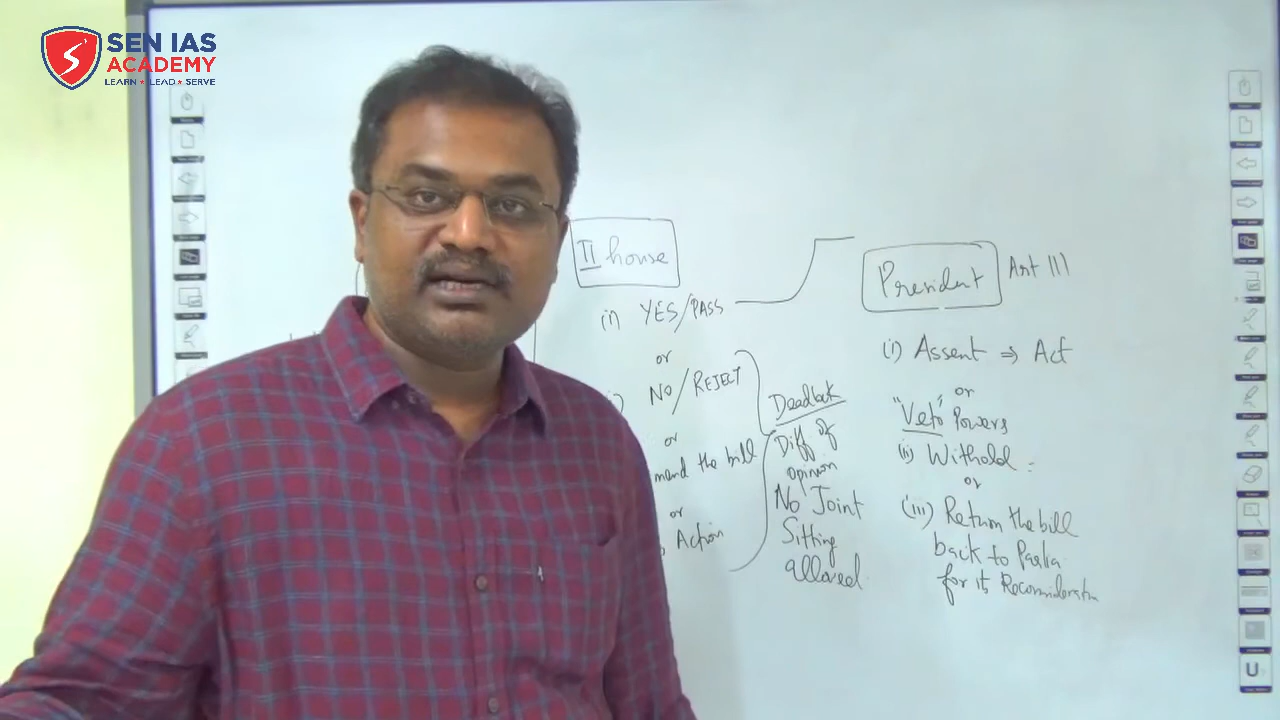 SEN IAS
ACADEMY
LEARN ★ LEAD ★ SERVE
II house
(i) YES/PASS
or
NO/REJECT
or
mend the bill
or
Action
Deadlock
Diff of
opinion
No Joint
Sitting
allowed.
President Art 111
(i) Assent ⇒ Act
or
"Veto" Powers
(ii) Withold
or
(iii) Return the bill
back to Parlia
for its
U